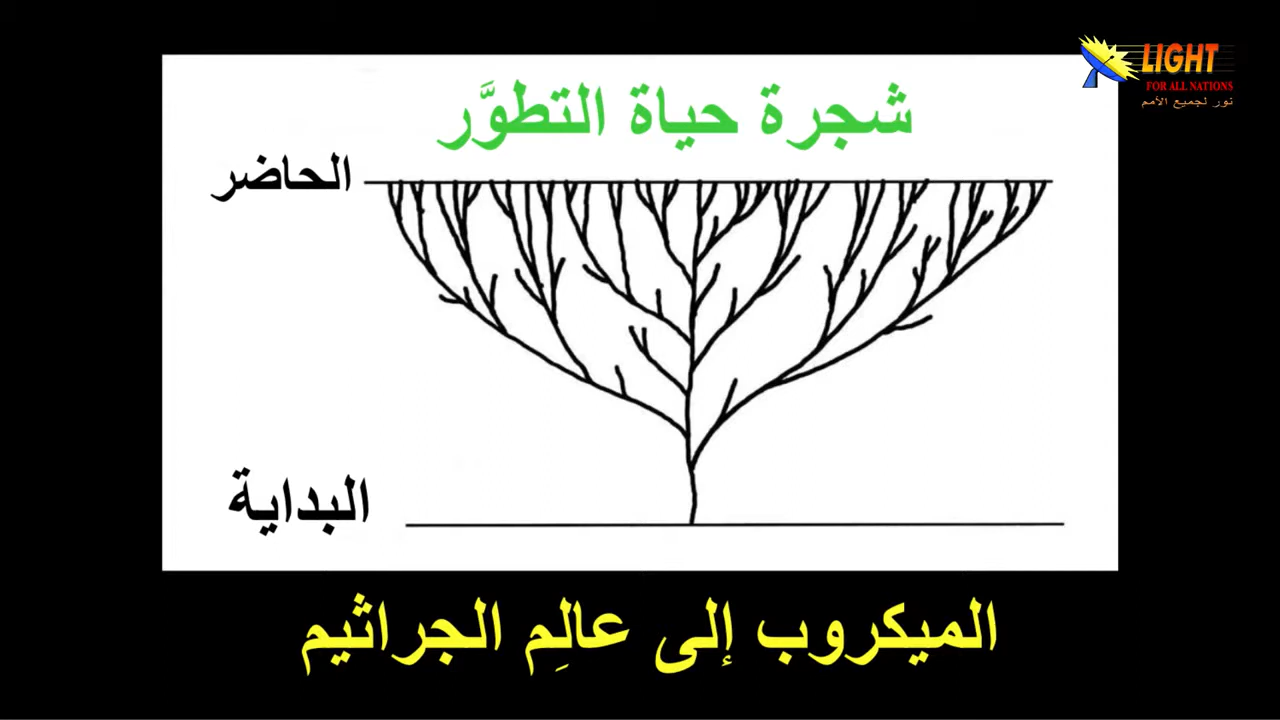 LIGHT
FOR ALL NATIONS
نور لجميع الأمم
شجرة حياة التطوَّر
الحاضر
البداية
الميكروب إلى عالِم الجراثيم